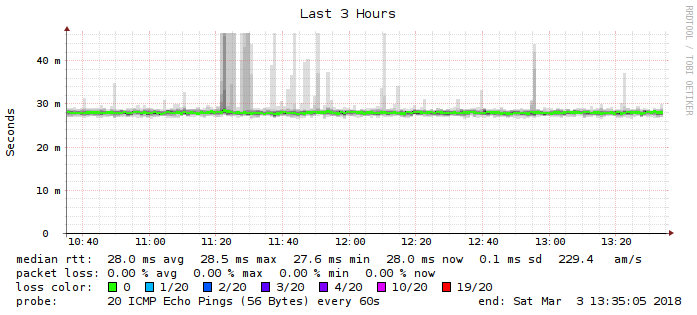 Last 3 Hours
RRDTOOL / TOBI OETIKER
Seconds
40 m
30 m
20 m
10 m
0
10:40 11:00 11:20 11:40 12:00 12:20 12:40 13:00 13:20
median rtt: 28.0 ms avg 28.5 ms max 27.6 ms min 28.0 ms now 0.1 ms sd 229.4 am/s
packet loss: 0.00 % avg 0.00 % max 0.00 % min 0.00 % now
loss color: 0 1/20 2/20 3/20 4/20 10/20 19/20
probe: 20 ICMP Echo Pings (56 Bytes) every 60s end: Sat Mar 3 13:35:05 2018